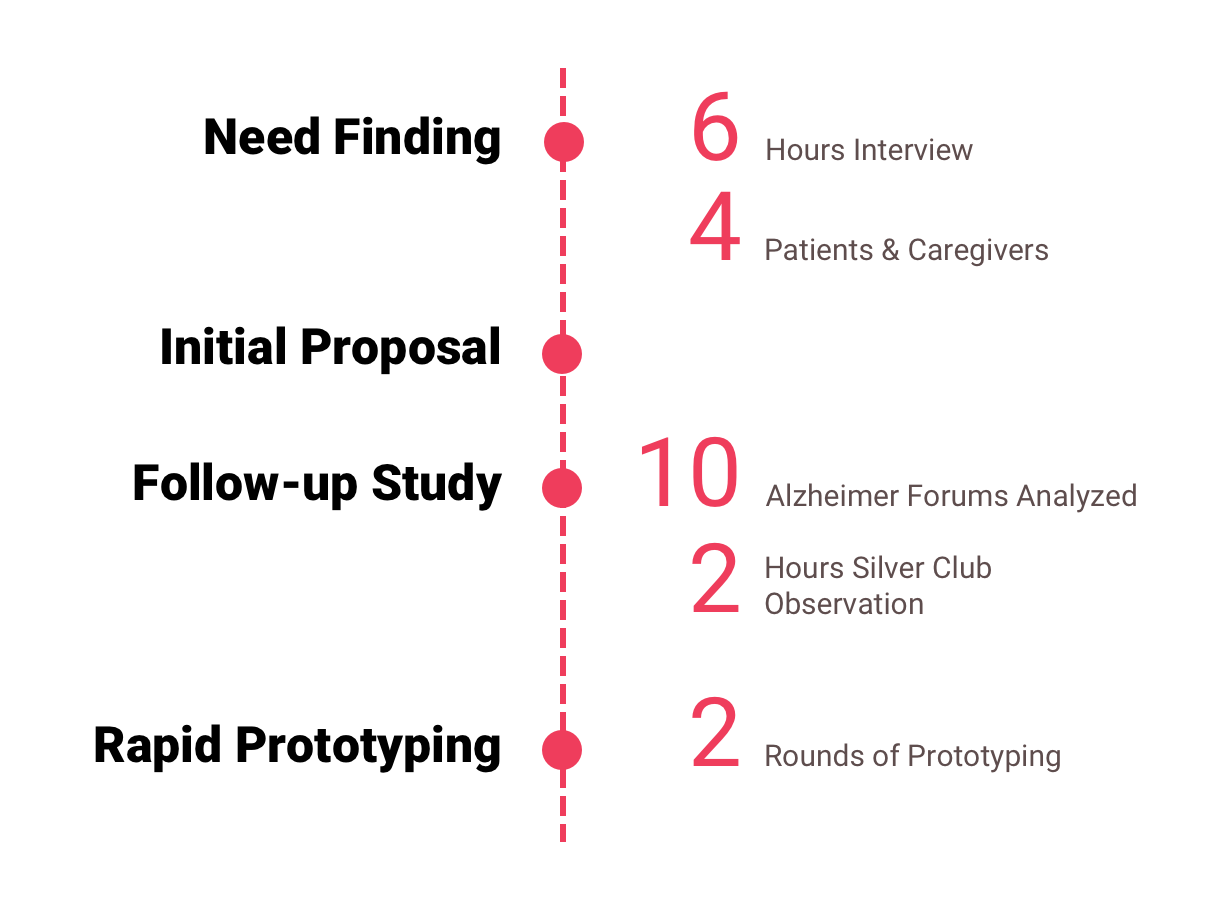 Need Finding
6 Hours Interview
4 Patients & Caregivers
Initial Proposal
Follow-up Study
10 Alzheimer Forums Analyzed
2 Hours Silver Club
Observation
Rapid Prototyping
2 Rounds of Prototyping